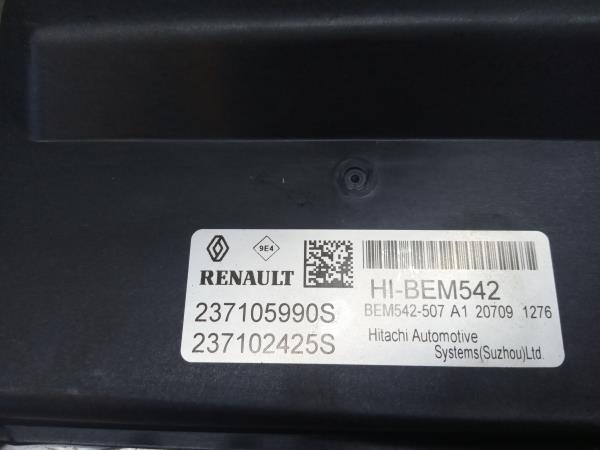 9E4
RENAULT
237105990S
237102425S
HI-BEM542
BEM542-507 A1 20709 1276
Hitachi Automotive
Systems(Suzhou)Ltd.